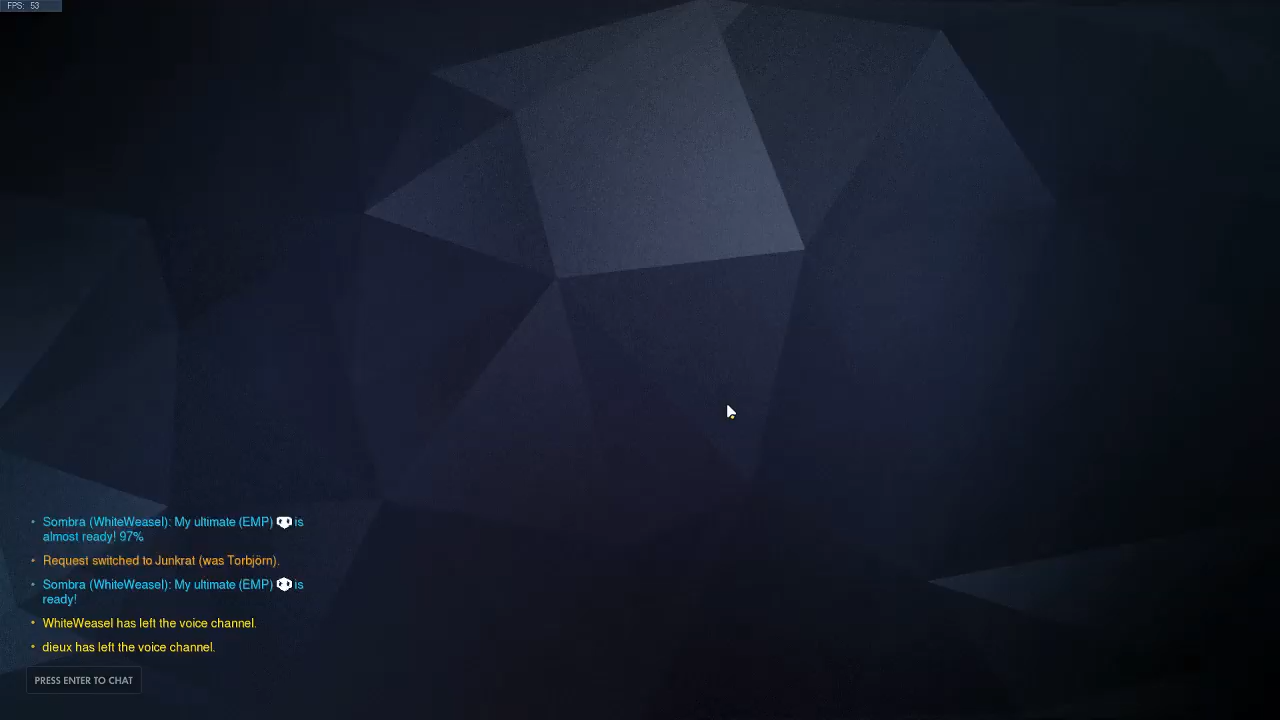 FPS: 53
Sombra (WhiteWeasel): My ultimate (EMP) is
almost ready! 97%
Request switched to Junkrat (was Torbjörn).
Sombra (WhiteWeasel): My ultimate (EMP) is
ready!
WhiteWeasel has left the voice channel.
dieux has left the voice channel.
PRESS ENTER TO CHAT